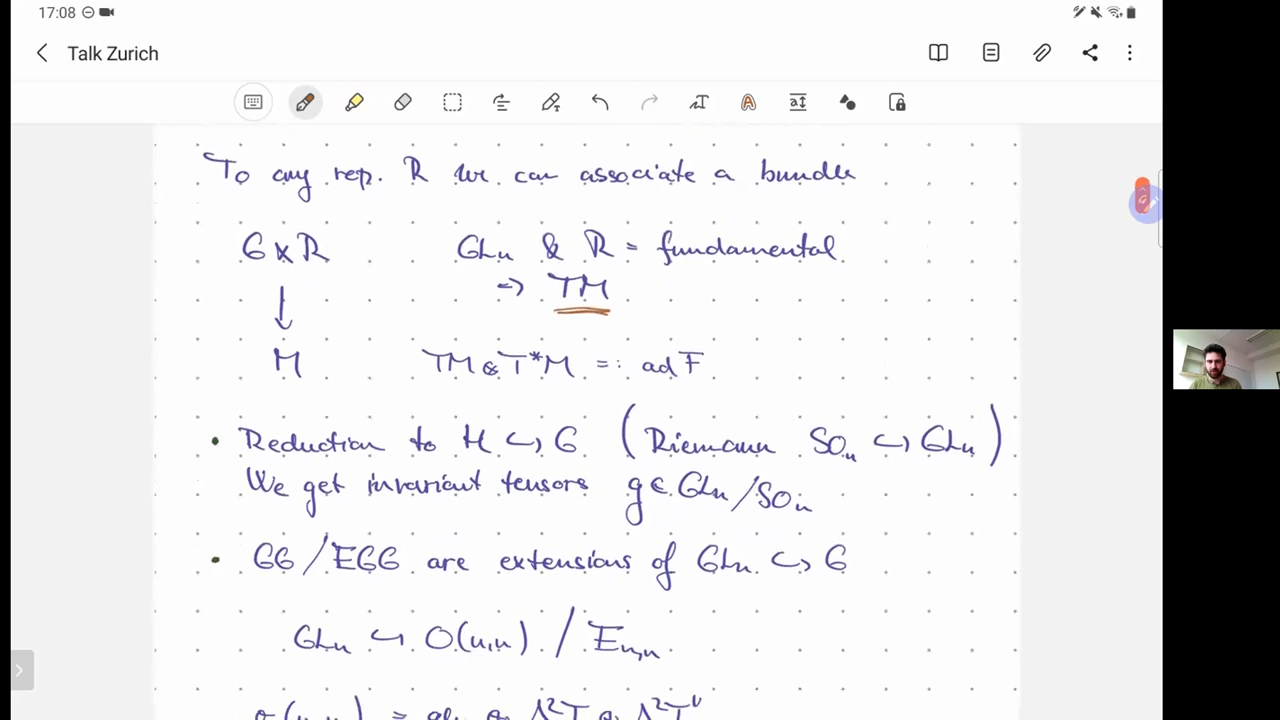 17:08
Talk Zurich
To any rep. R we can associate a bundle
G × R GLn & R = fundamental
↓ => TM
M TM ⊗ T*M =: ad F
• Reduction to H ↪ G (Riemann SOn ↪ GLn)
We get invariant tensors g ∈ GLn/SOn
• GG/EGG are extensions of GLn ↪ G
GLn ↪ O(n,n) / En,n